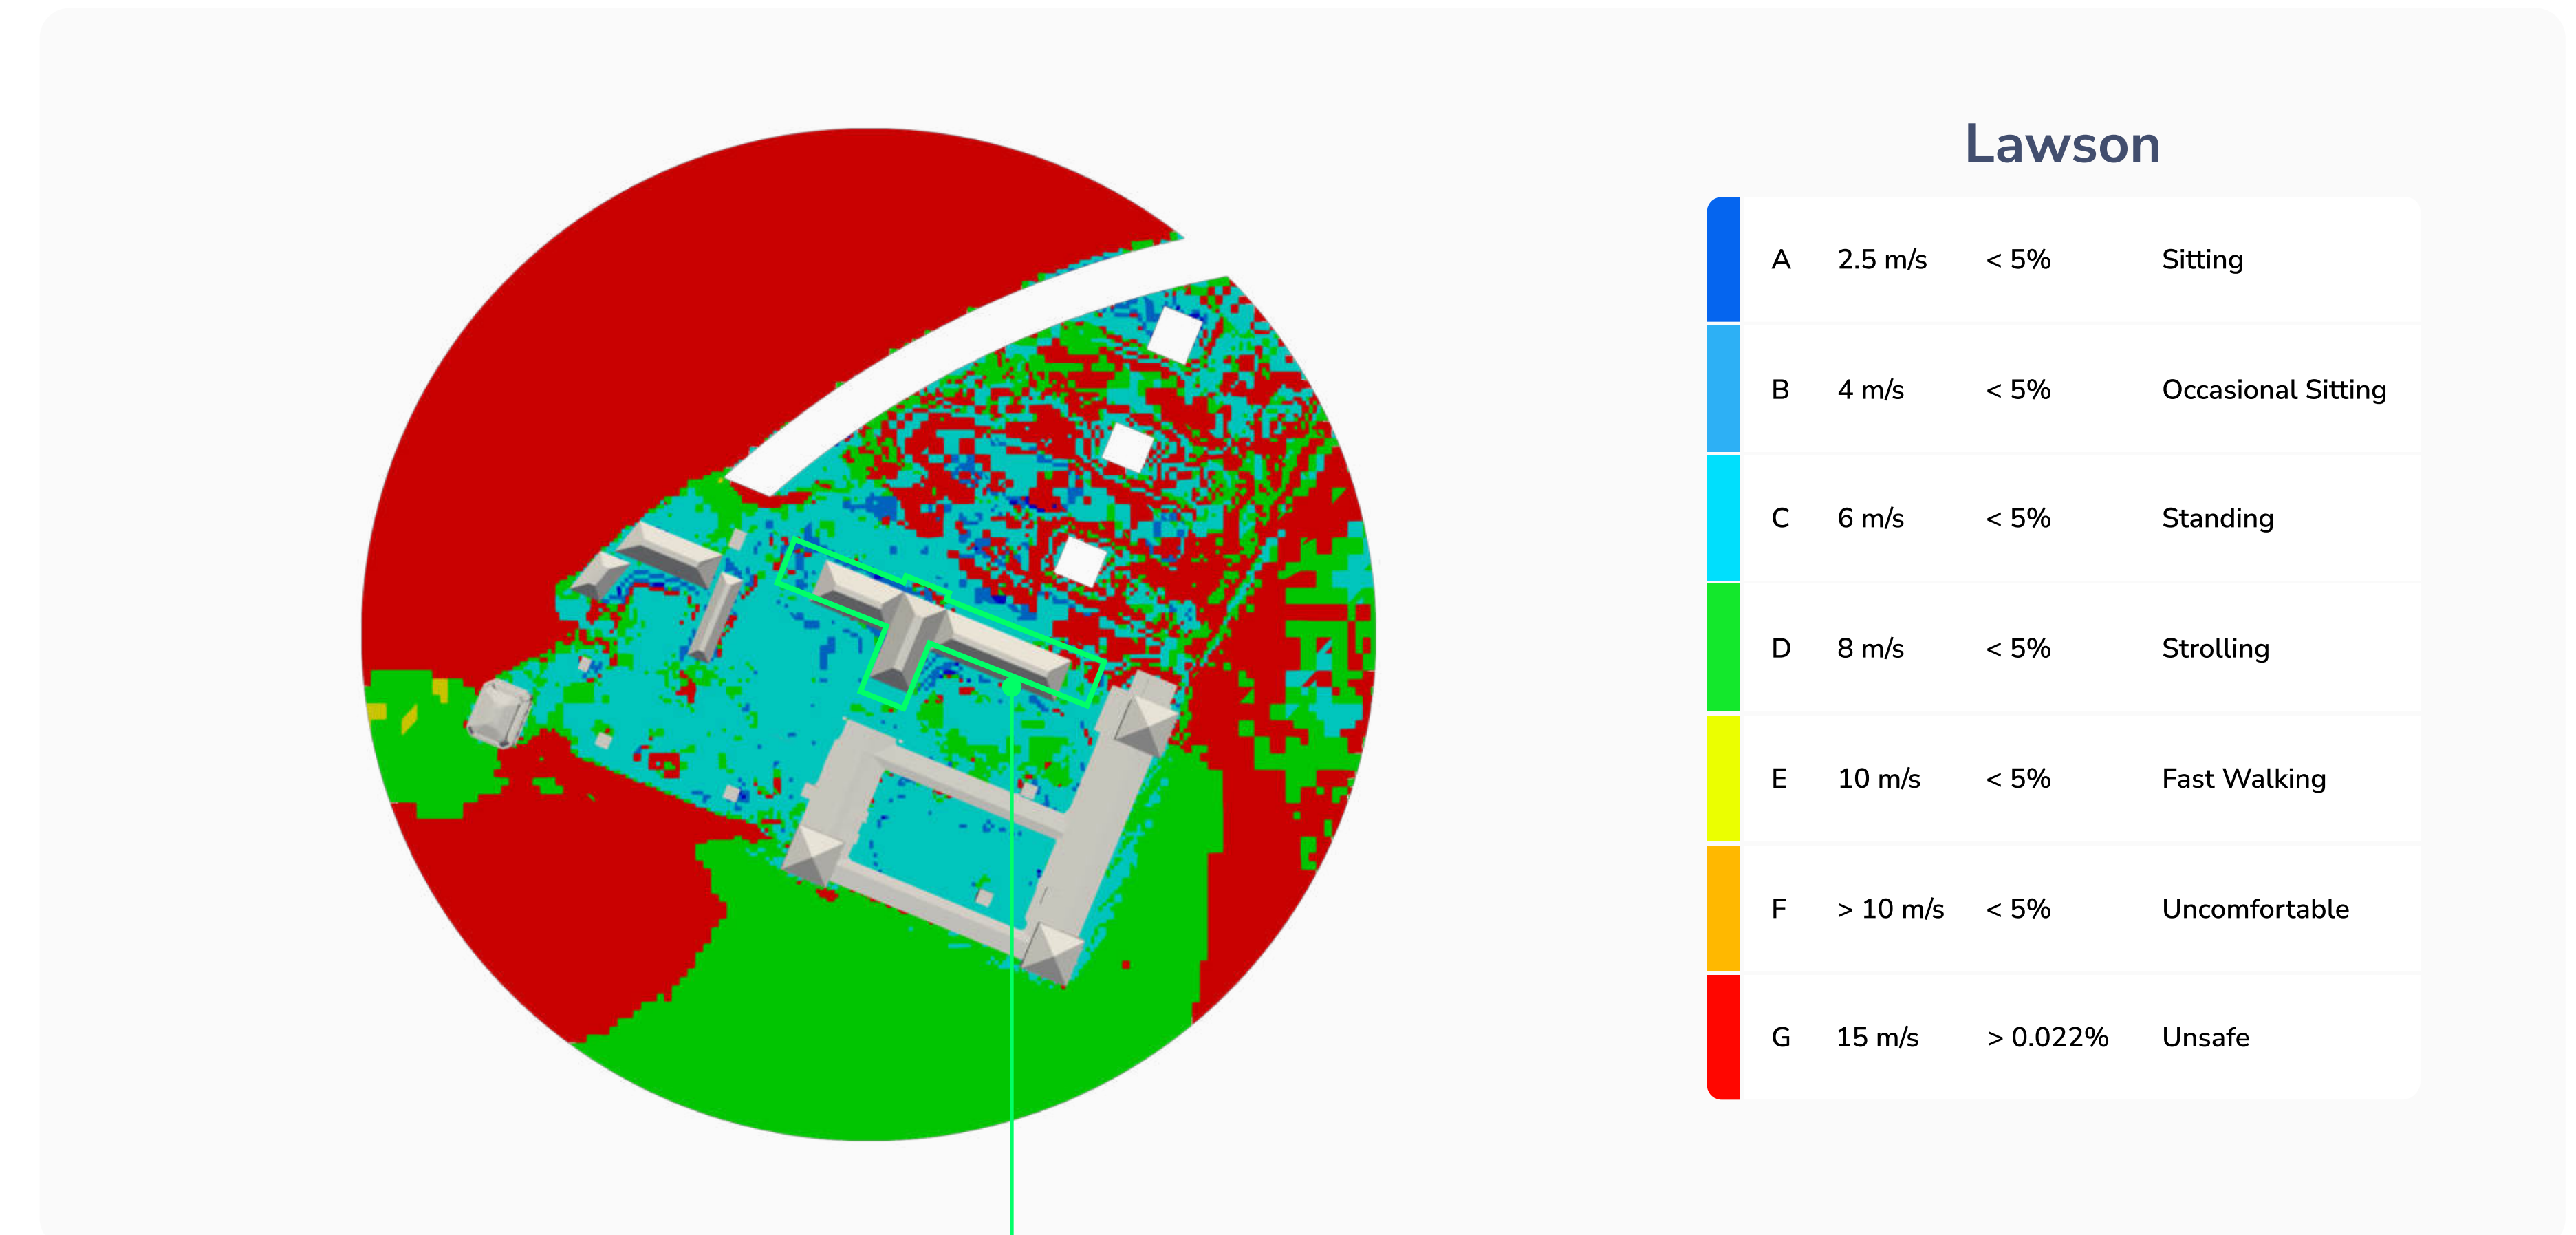 Lawson
A 2.5 m/s < 5% Sitting
B 4 m/s < 5% Occasional Sitting
C 6 m/s < 5% Standing
D 8 m/s < 5% Strolling
E 10 m/s < 5% Fast Walking
F > 10 m/s < 5% Uncomfortable
G 15 m/s > 0.022% Unsafe